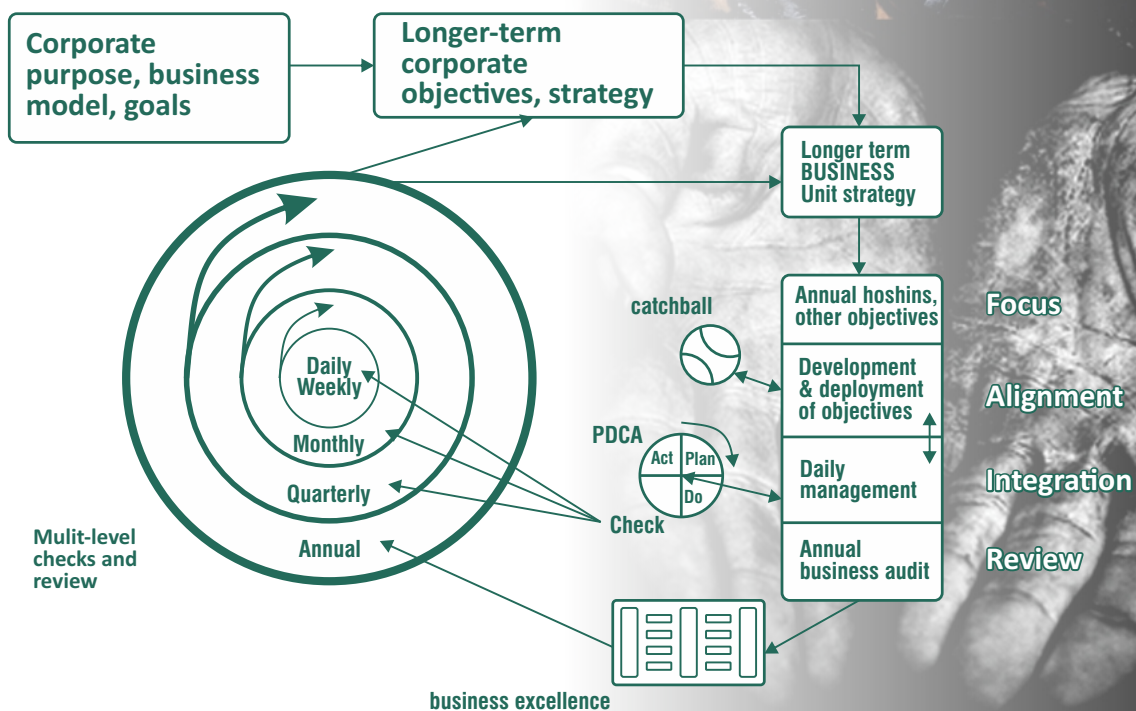 Corporate
purpose, business
model, goals
Longer-term
corporate
objectives, strategy
Longer term
BUSINESS
Unit strategy
Annual hoshins,
other objectives
Focus
catchball
Development
& deployment
of objectives
Alignment
PDCA
Act
Plan
Do
Check
Daily
management
Integration
Annual
business audit
Review
Daily
Weekly
Monthly
Quarterly
Annual
Mulit-level
checks and
review
business excellence